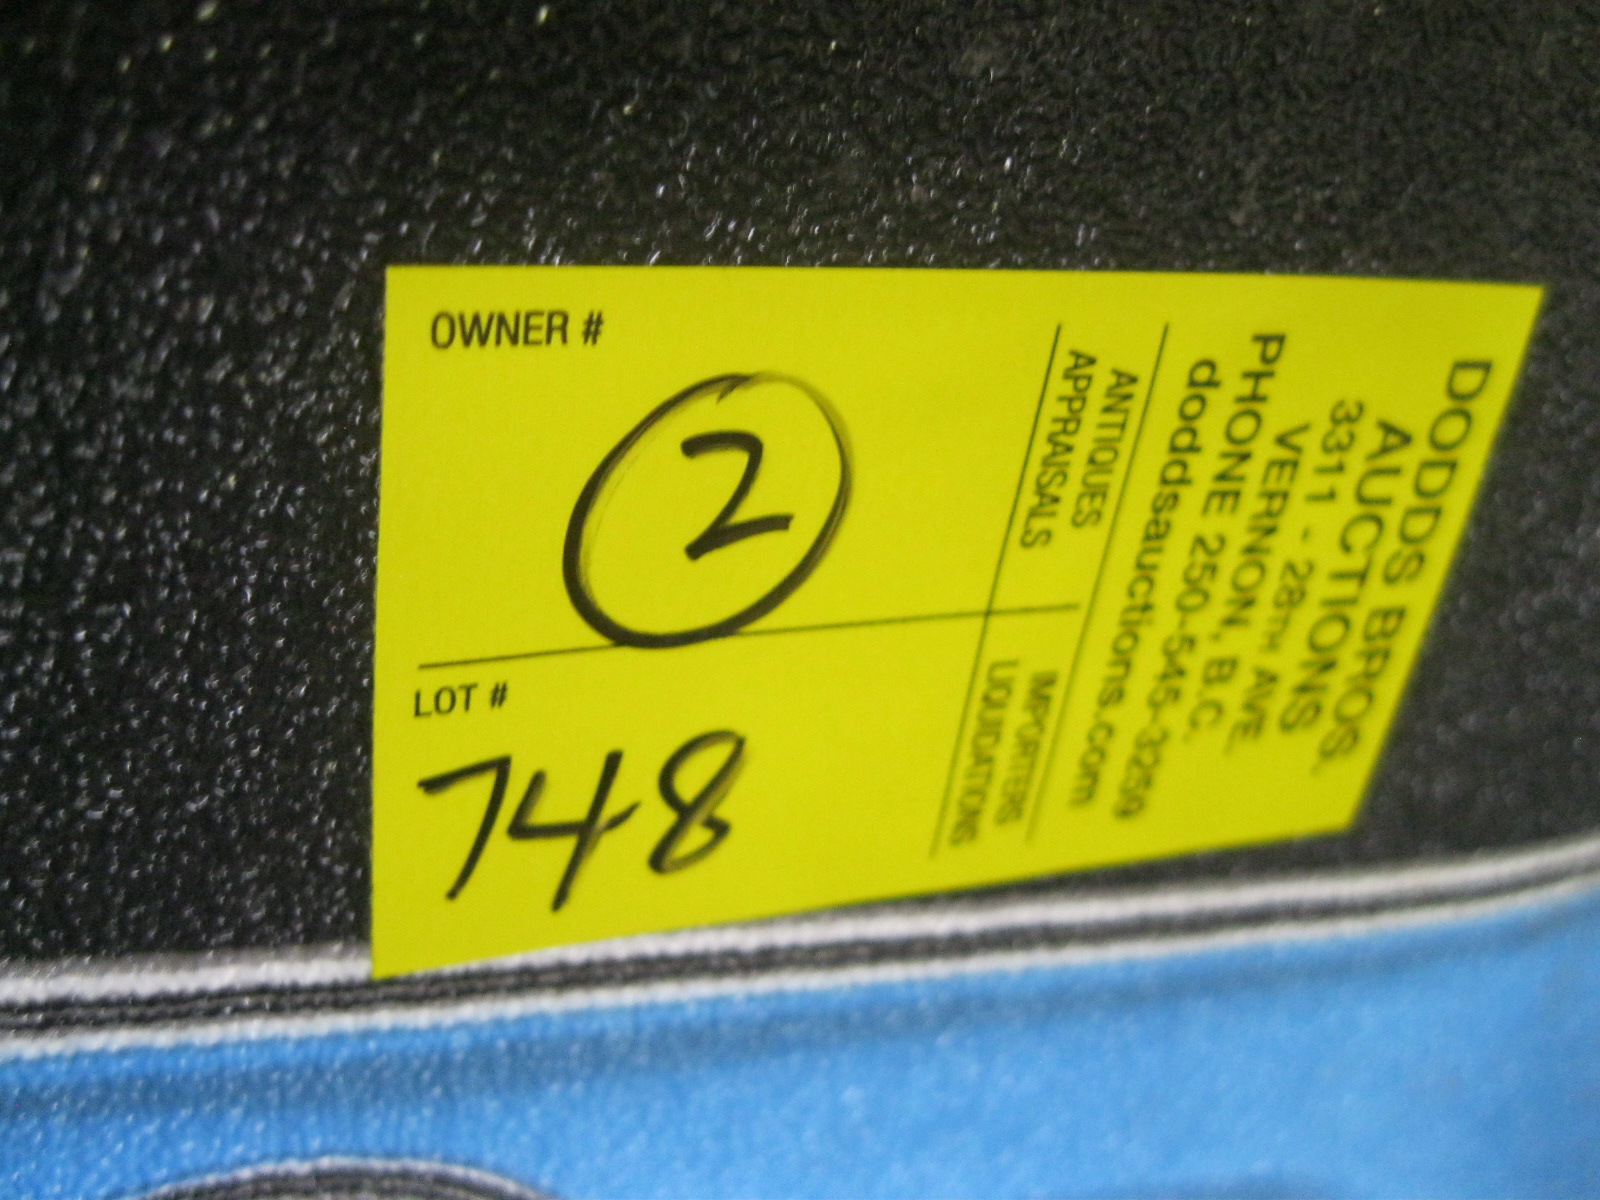 OWNER #
2
LOT #
748
DODDS BROS.
AUCTIONS
3311 - 28TH AVE.
VERNON, B.C.
PHONE 250-545-3259
doddsauctions.com
ANTIQUES
APPRAISALS
IMPORTERS
LIQUIDATIONS